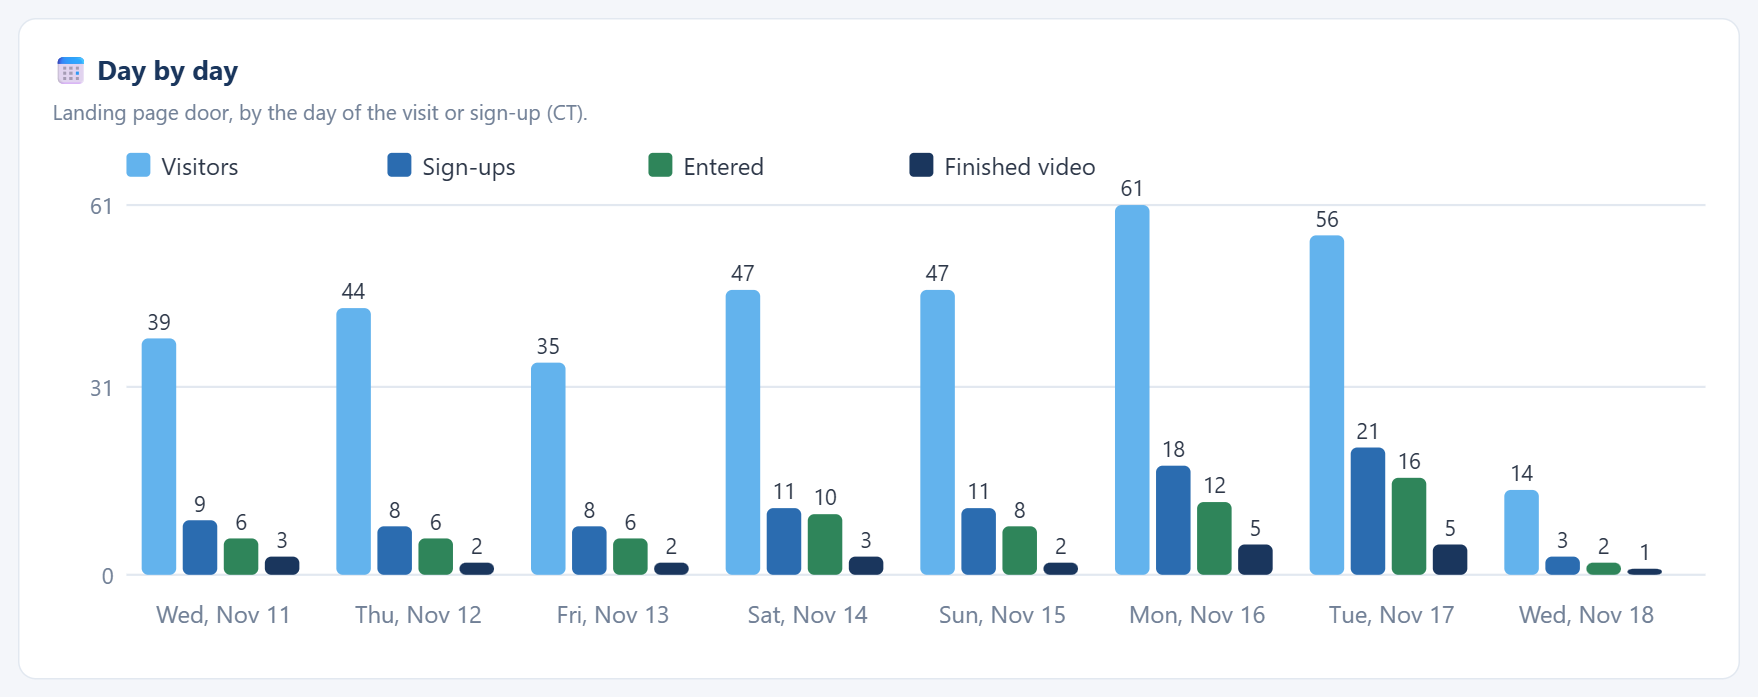 Day by day
Landing page door, by the day of the visit or sign-up (CT).
Visitors Sign-ups Entered Finished video
61
31
0
39 9 6 3
44 8 6 2
35 8 6 2
47 11 10 3
47 11 8 2
61 18 12 5
56 21 16 5
14 3 2 1
Wed, Nov 11 Thu, Nov 12 Fri, Nov 13 Sat, Nov 14 Sun, Nov 15 Mon, Nov 16 Tue, Nov 17 Wed, Nov 18